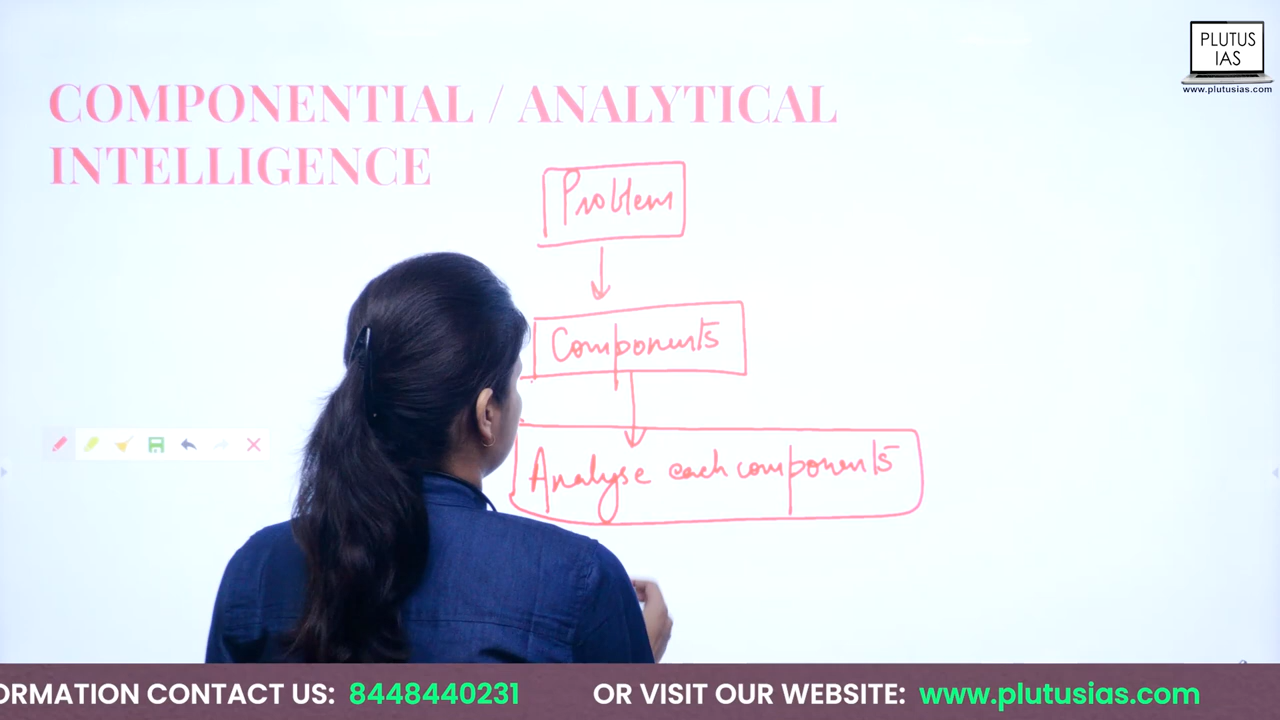 PLUTUS
IAS
www.plutusias.com
COMPONENTIAL / ANALYTICAL
INTELLIGENCE
Problem
Components
Analyse each components
ORMATION CONTACT US: 8448440231 OR VISIT OUR WEBSITE: www.plutusias.com